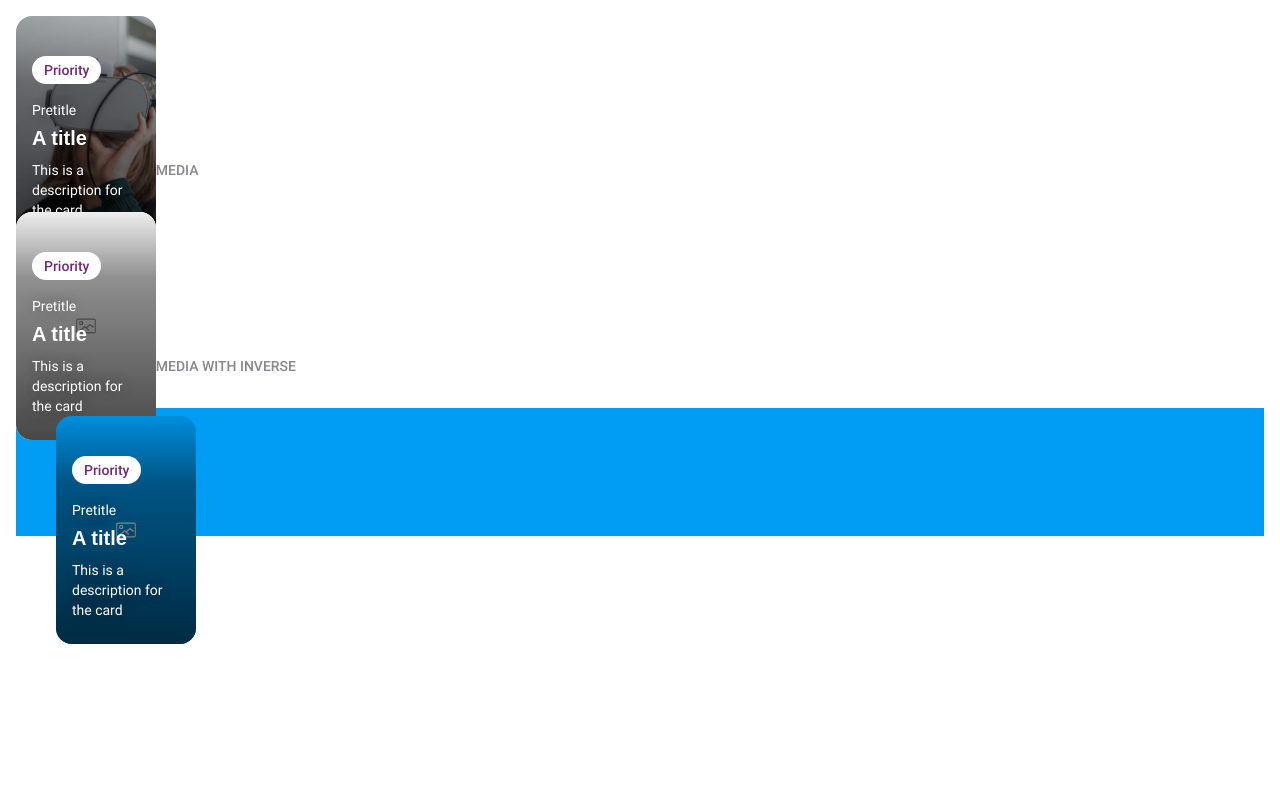 Priority
Pretitle
A title
This is a
MEDIA
description for
the card
Priority
Pretitle
A title
This is a
MEDIA WITH INVERSE
description for
the card
Priority
Pretitle
A title
This is a
description for
the card